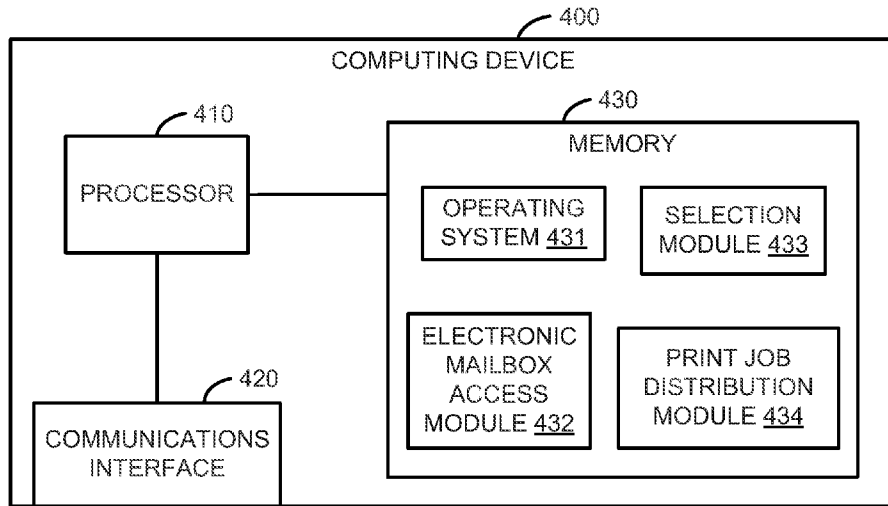 400
COMPUTING DEVICE
410
PROCESSOR
430
MEMORY
OPERATING
SYSTEM 431
SELECTION
MODULE 433
ELECTRONIC
MAILBOX
ACCESS
MODULE 432
PRINT JOB
DISTRIBUTION
MODULE 434
420
COMMUNICATIONS
INTERFACE